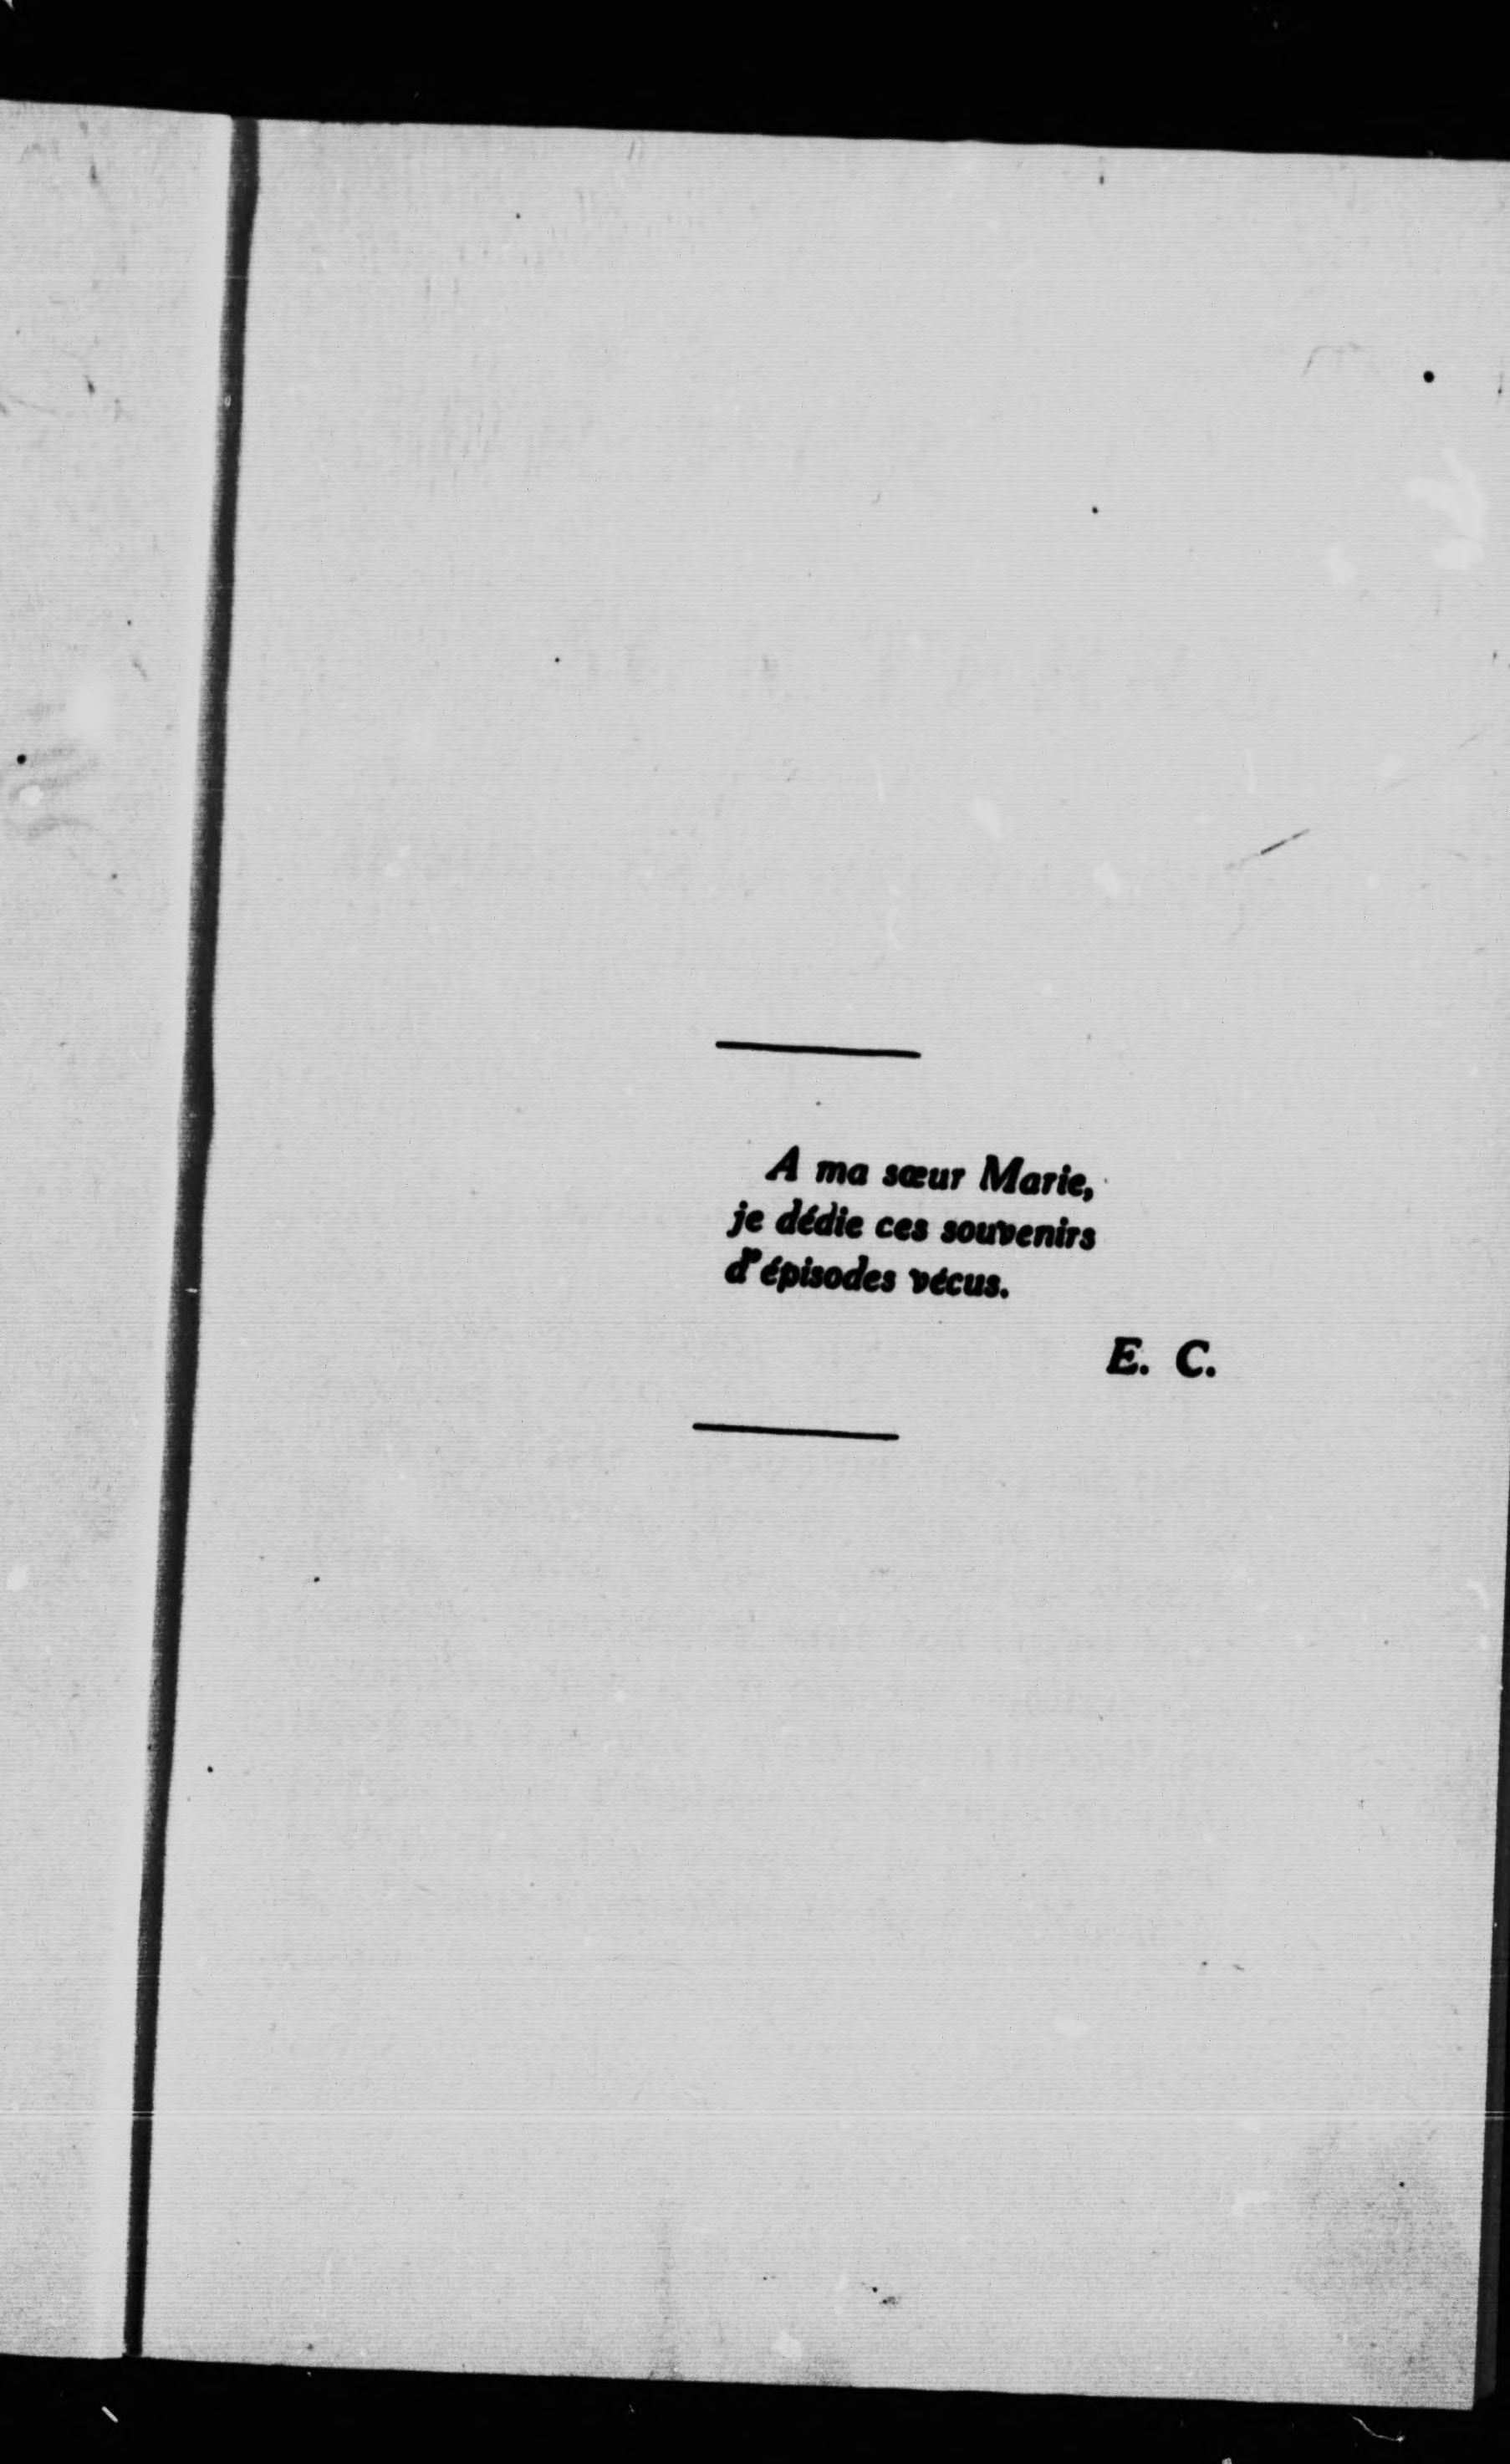 A ma sœur Marie,
je dédie ces souvenirs
d'épisodes vécus.
E. C.